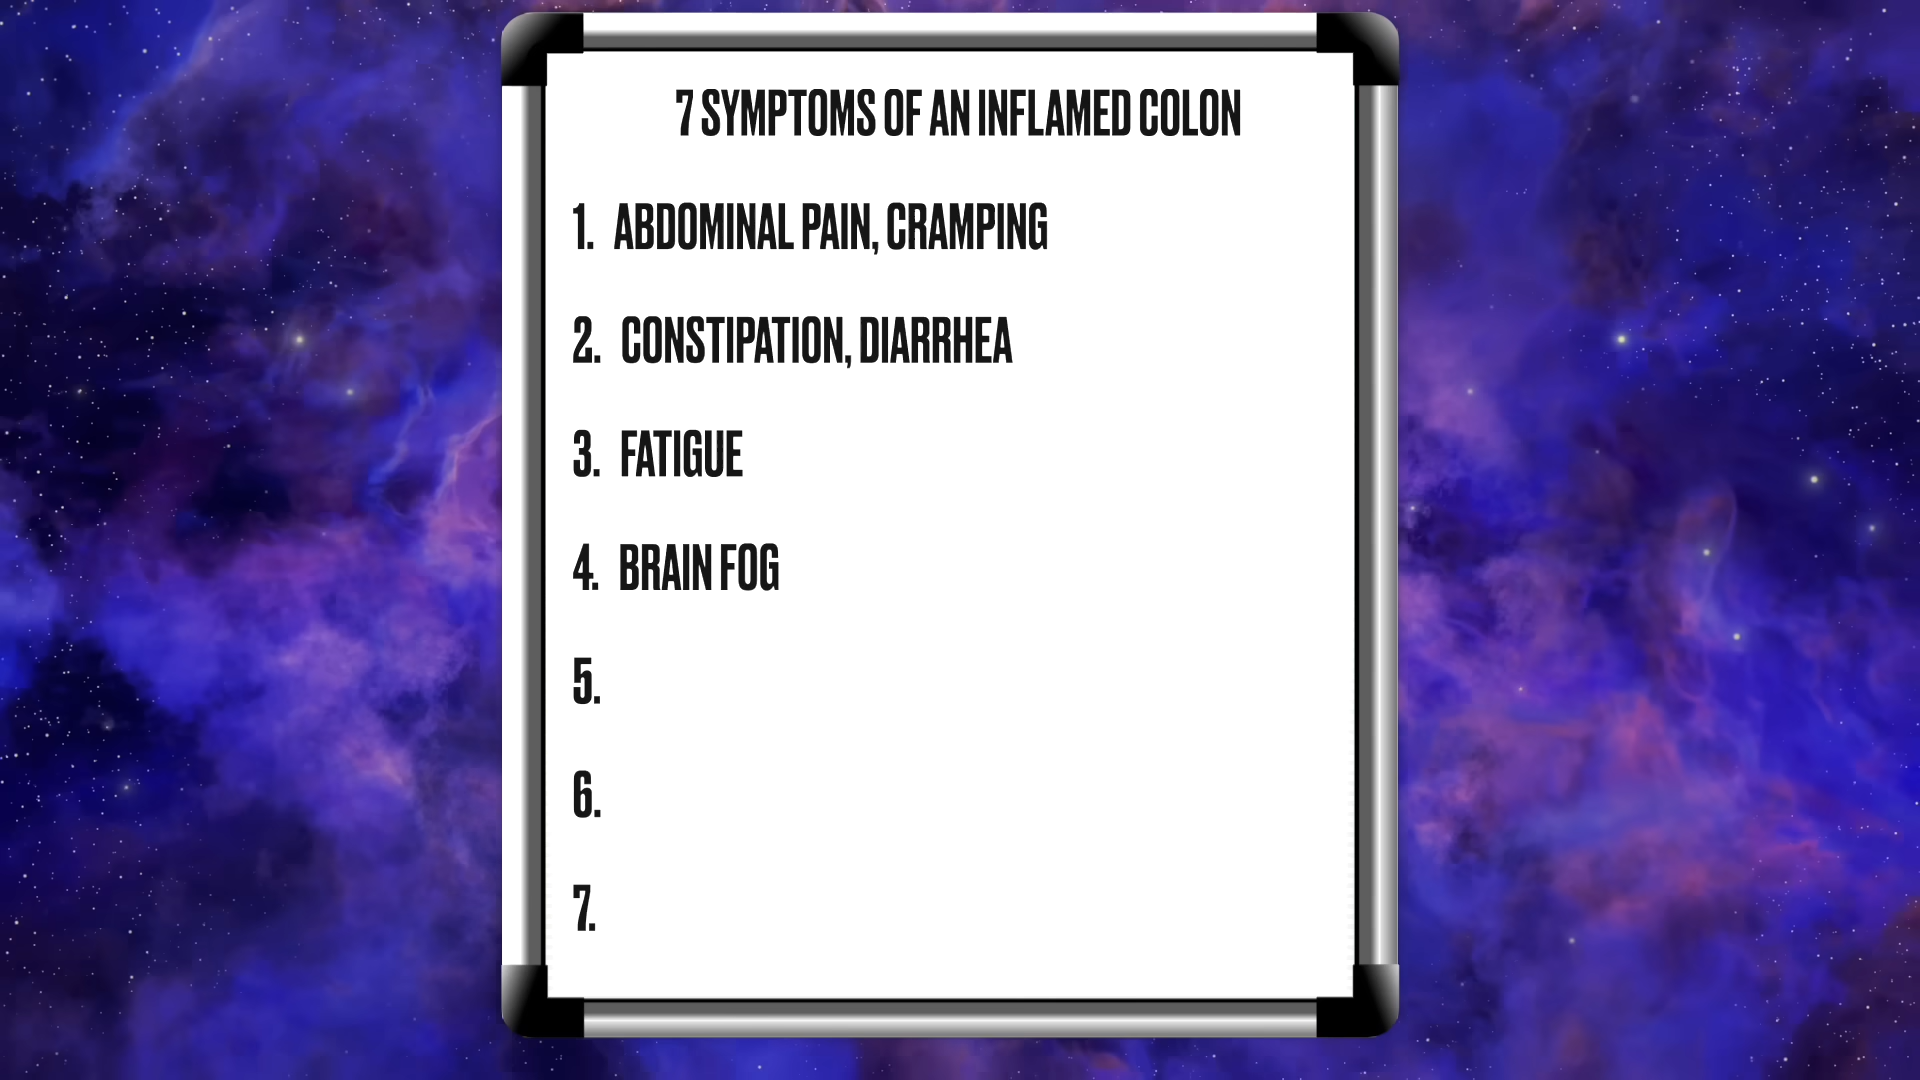 7 SYMPTOMS OF AN INFLAMED COLON
1. ABDOMINAL PAIN, CRAMPING
2. CONSTIPATION, DIARRHEA
3. FATIGUE
4. BRAIN FOG
5.
6.
7.